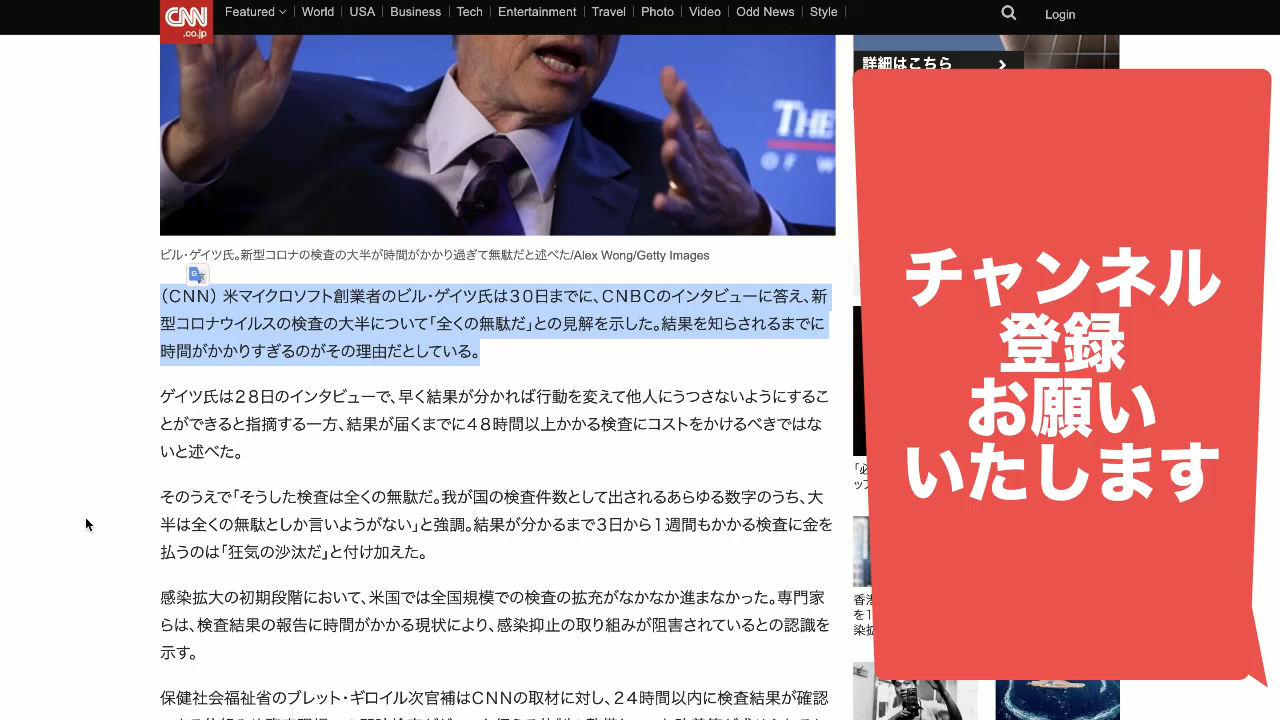 CNN
.co.jp
Featured
World
USA
Business
Tech
Entertainment
Travel
Photo
Video
Odd News
Style
Login
THE
OF W
詳細はこちら
ビル・ゲイツ氏。新型コロナの検査の大半が時間がかかり過ぎて無駄だと述べた/Alex Wong/Getty Images
（ＣＮＮ） 米マイクロソフト創業者のビル・ゲイツ氏は３０日までに、ＣＮＢＣのインタビューに答え、新
型コロナウイルスの検査の大半について「全くの無駄だ」との見解を示した。結果を知らされるまでに
時間がかかりすぎるのがその理由だとしている。
ゲイツ氏は２８日のインタビューで、早く結果が分かれば行動を変えて他人にうつさないようにするこ
とができると指摘する一方、結果が届くまでに４８時間以上かかる検査にコストをかけるべきではな
いと述べた。
そのうえで「そうした検査は全くの無駄だ。我が国の検査件数として出されるあらゆる数字のうち、大
半は全くの無駄としか言いようがない」と強調。結果が分かるまで３日から１週間もかかる検査に金を
払うのは「狂気の沙汰だ」と付け加えた。
感染拡大の初期段階において、米国では全国規模での検査の拡充がなかなか進まなかった。専門家
らは、検査結果の報告に時間がかかる現状により、感染抑止の取り組みが阻害されているとの認識を
示す。
保健社会福祉省のブレット・ギロイル次官補はＣＮＮの取材に対し、２４時間以内に検査結果が確認
チャンネル
登録
お願い
いたします
「必
ップ
香港
を1
染拡